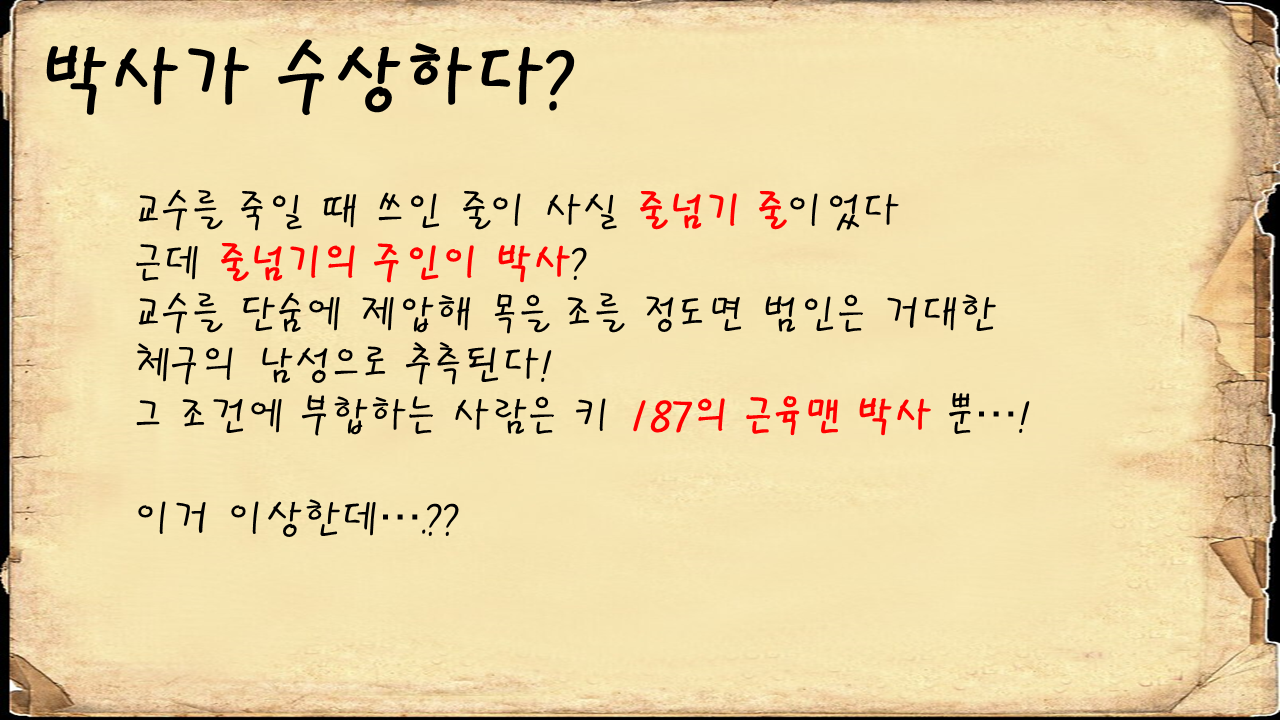 박사가 수상하다?
교수를 죽일 때 쓰인 줄이 사실 줄넘기 줄이었다
근데 줄넘기의 주인이 박사?
교수를 단숨에 제압해 목을 조를 정도면 범인은 거대한
체구의 남성으로 추측된다!
그 조건에 부합하는 사람은 키 187의 근육맨 박사 뿐…!
이거 이상한데…??